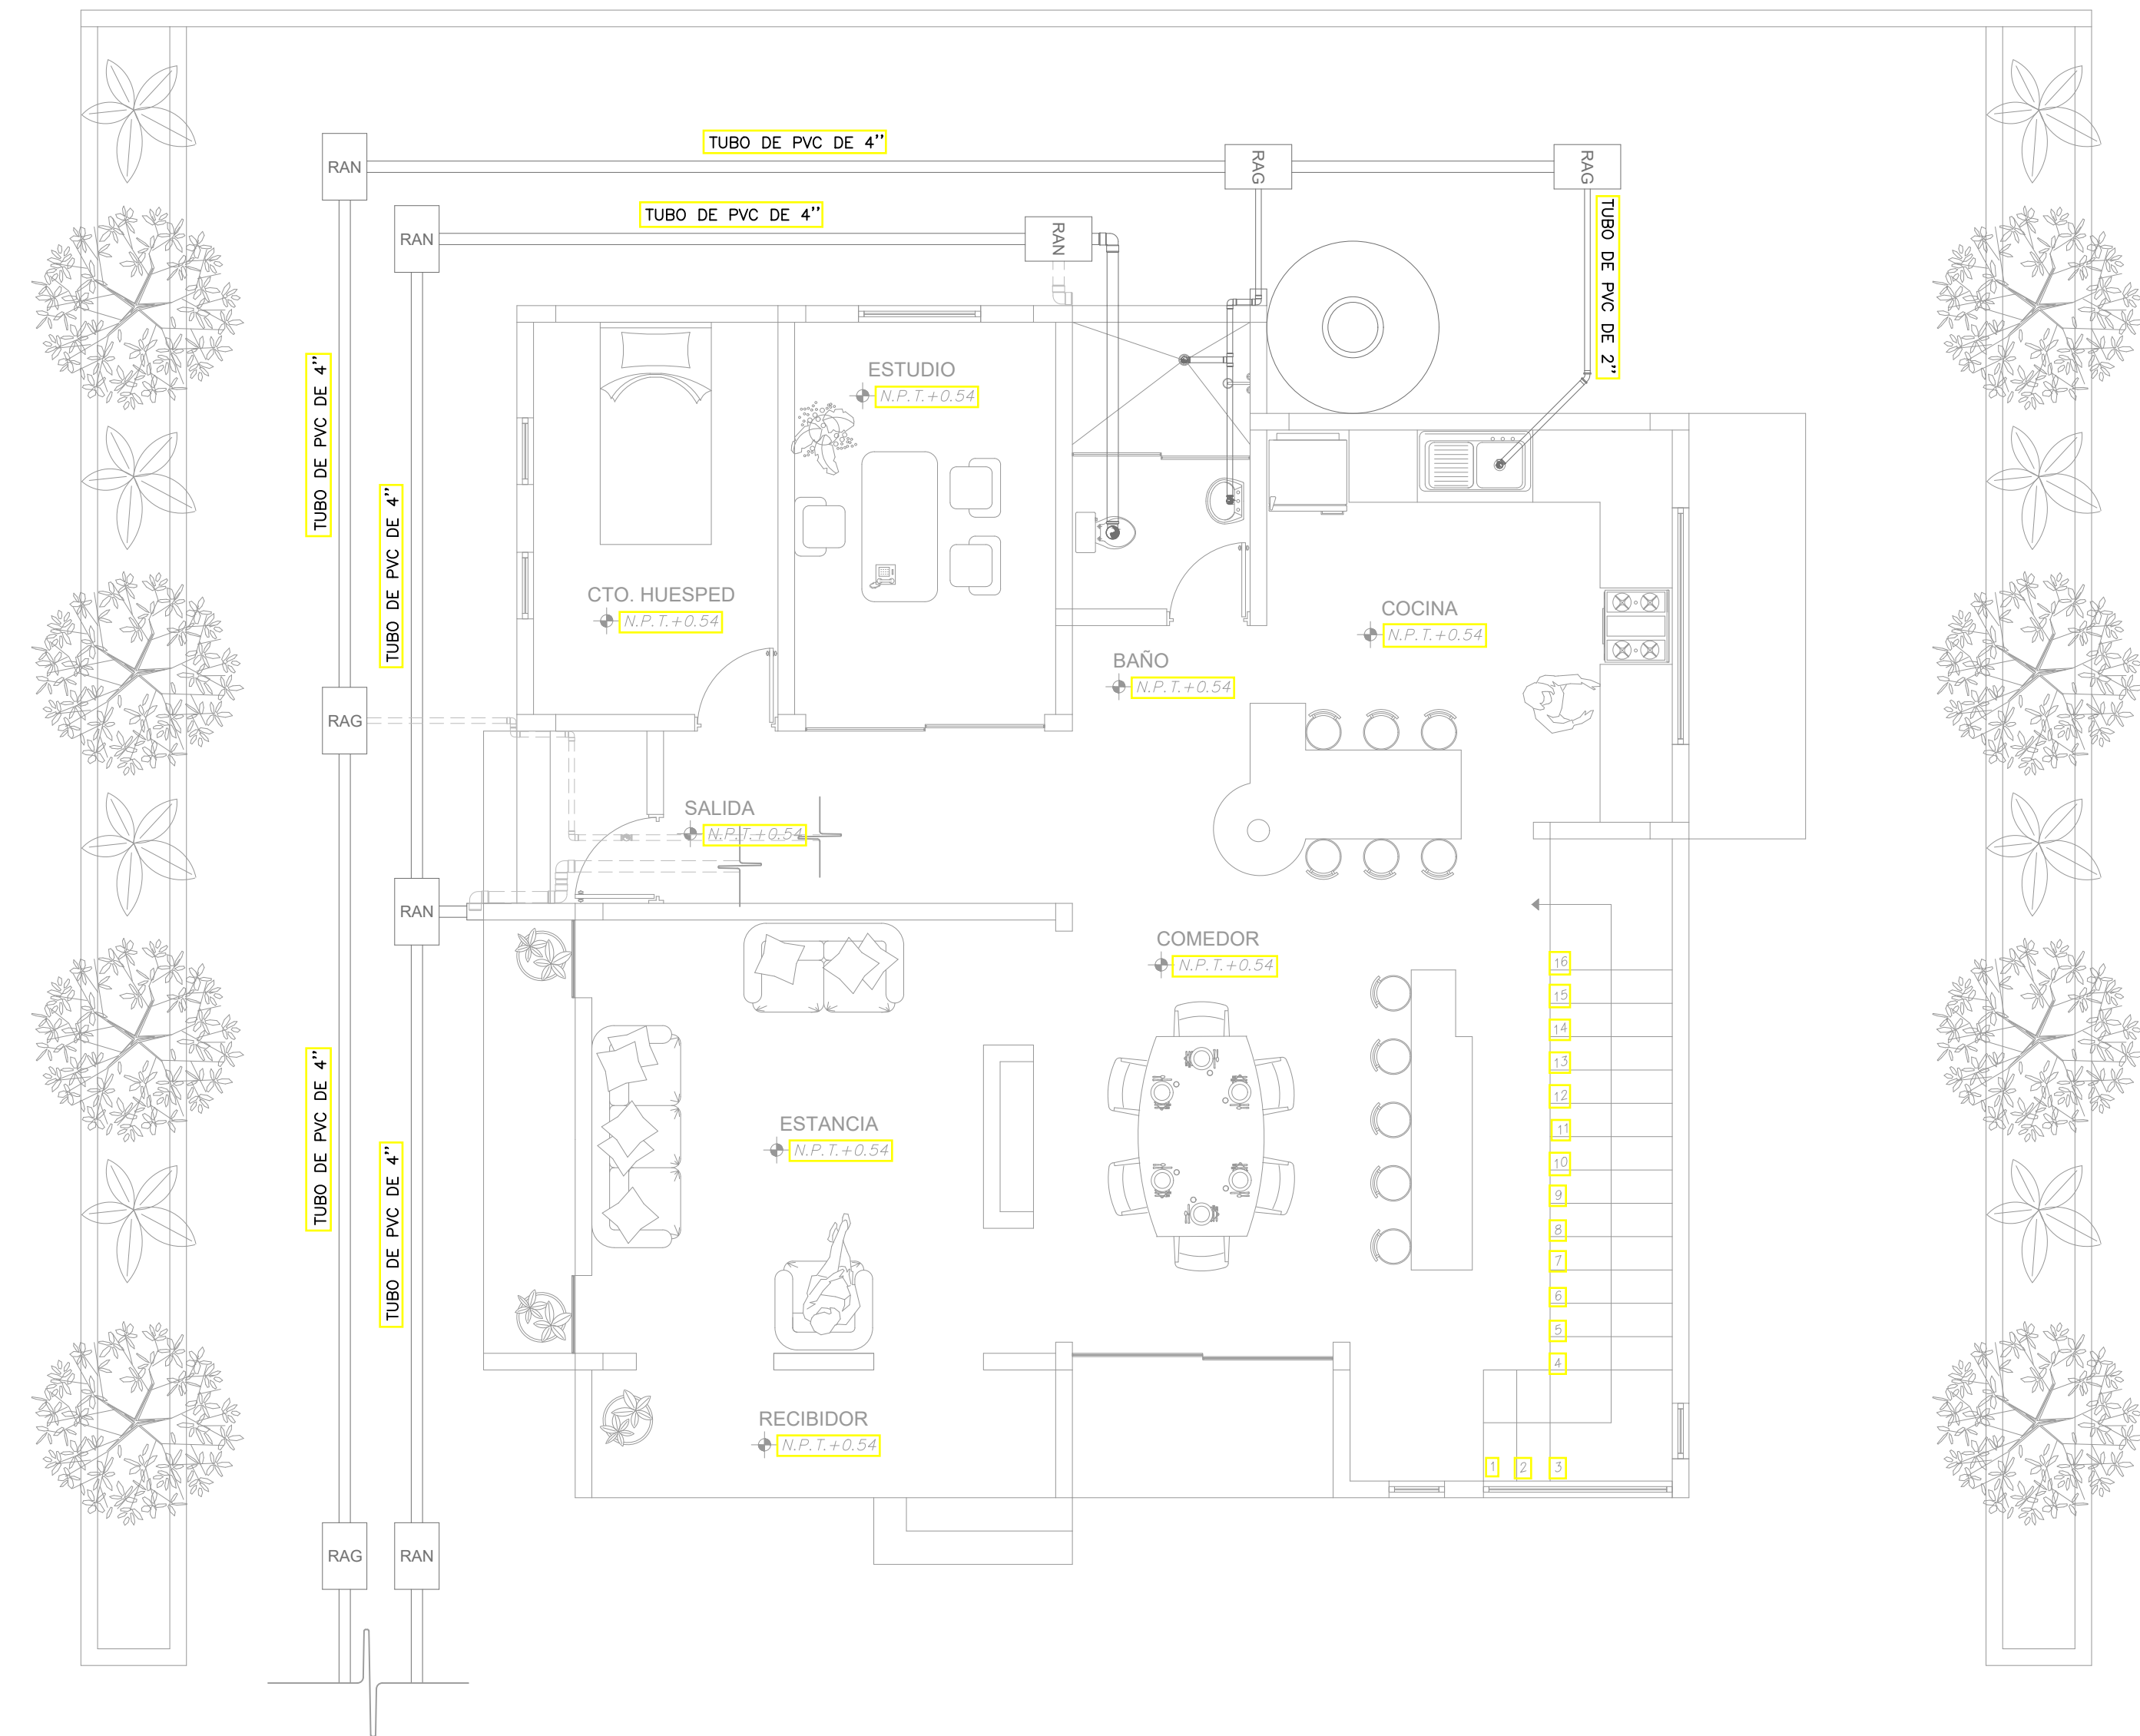 TUBO DE PVC DE 4''
RAN
RAG
RAG
TUBO DE PVC DE 4''
RAN
RAN
TUBO DE PVC DE 2''
TUBO DE PVC DE 4''
ESTUDIO
N.P.T.+0.54
TUBO DE PVC DE 4''
CTO. HUESPED
N.P.T.+0.54
COCINA
N.P.T.+0.54
BAÑO
N.P.T.+0.54
RAG
SALIDA
N.P.T.+0.54
RAN
COMEDOR
N.P.T.+0.54
16
15
14
13
12
11
10
9
8
7
6
5
4
TUBO DE PVC DE 4''
TUBO DE PVC DE 4''
ESTANCIA
N.P.T.+0.54
RECIBIDOR
N.P.T.+0.54
1
2
3
RAG
RAN